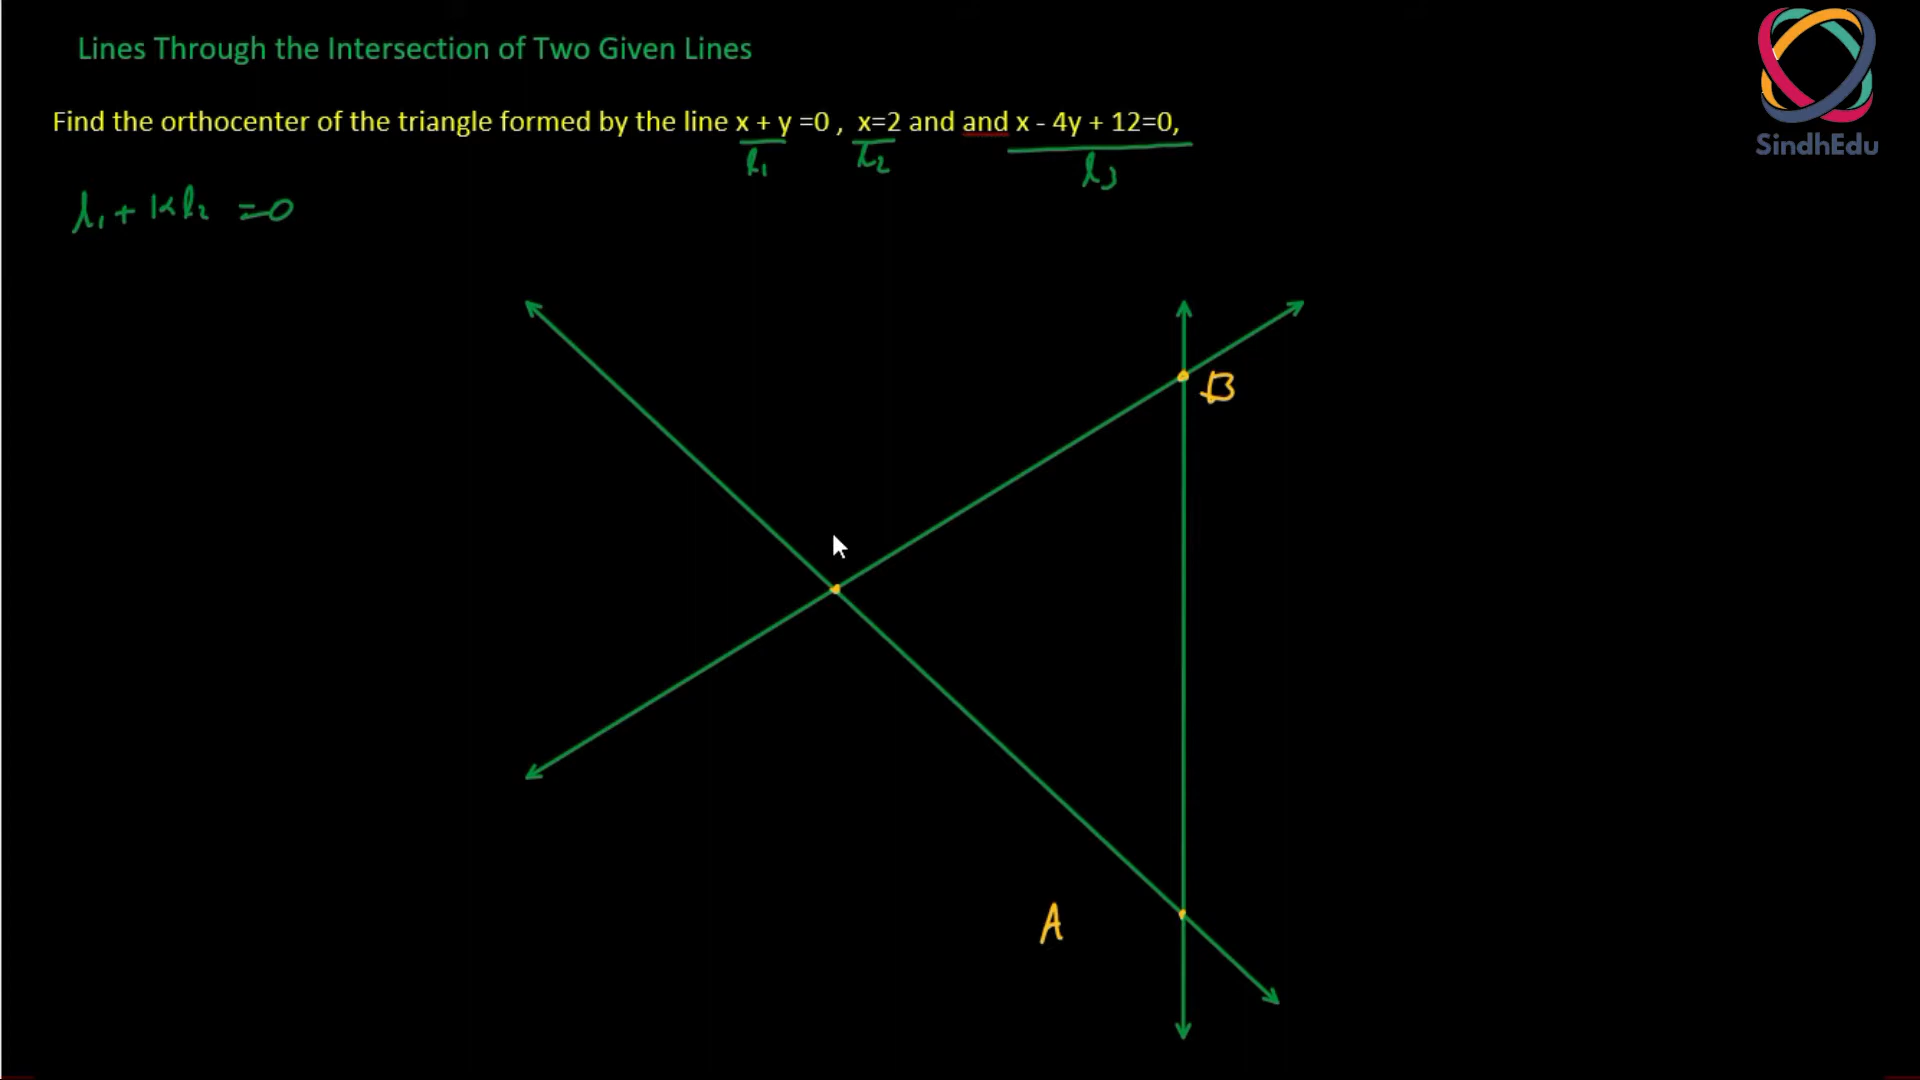 Lines Through the Intersection of Two Given Lines
SindhEdu
Find the orthocenter of the triangle formed by the line x + y =0 , x=2 and and x - 4y + 12=0,
l₁ l₂ l₃
l₁ + k l₂ = 0
B
A